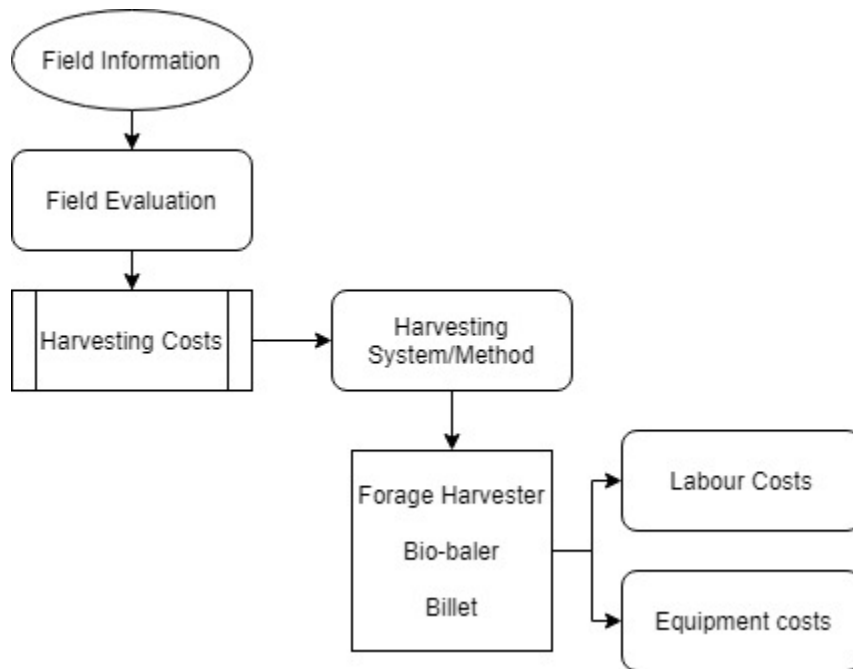 Field Information
Field Evaluation
Harvesting Costs
Harvesting
System/Method
Forage Harvester
Bio-baler
Billet
Labour Costs
Equipment costs